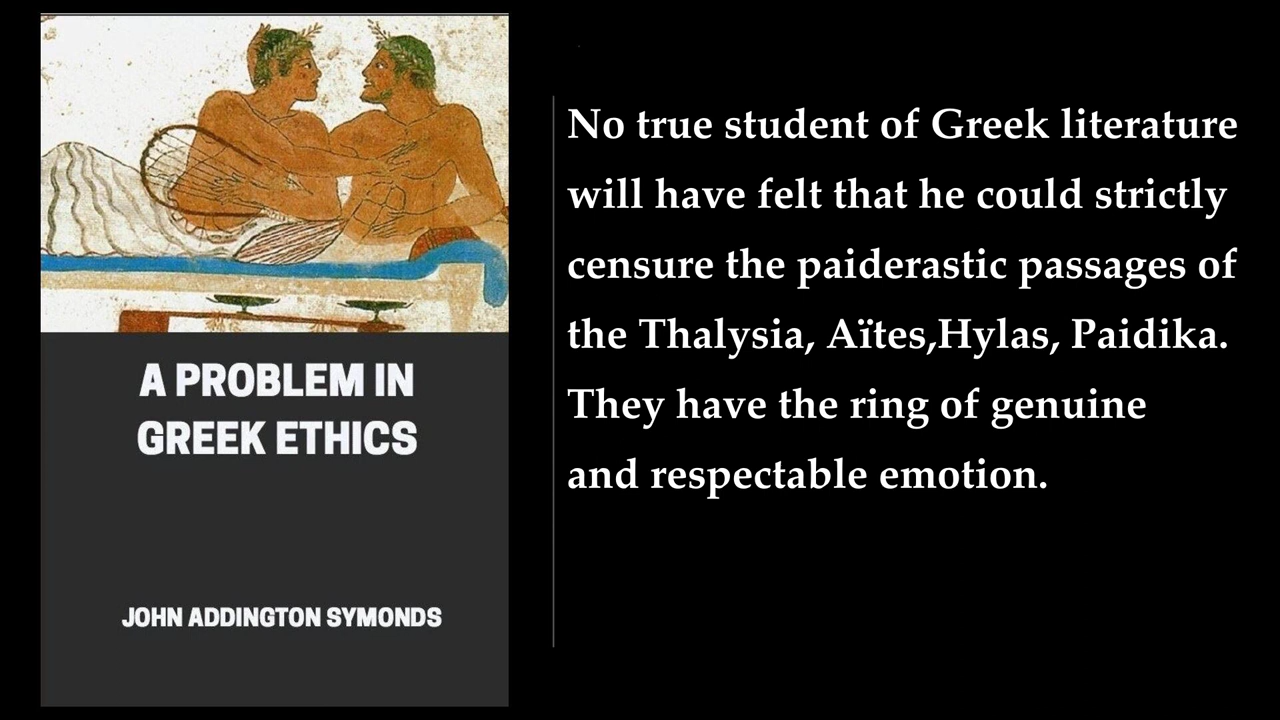 A PROBLEM IN
GREEK ETHICS
JOHN ADDINGTON SYMONDS
No true student of Greek literature
will have felt that he could strictly
censure the paiderastic passages of
the Thalysia, Aïtes,Hylas, Paidika.
They have the ring of genuine
and respectable emotion.